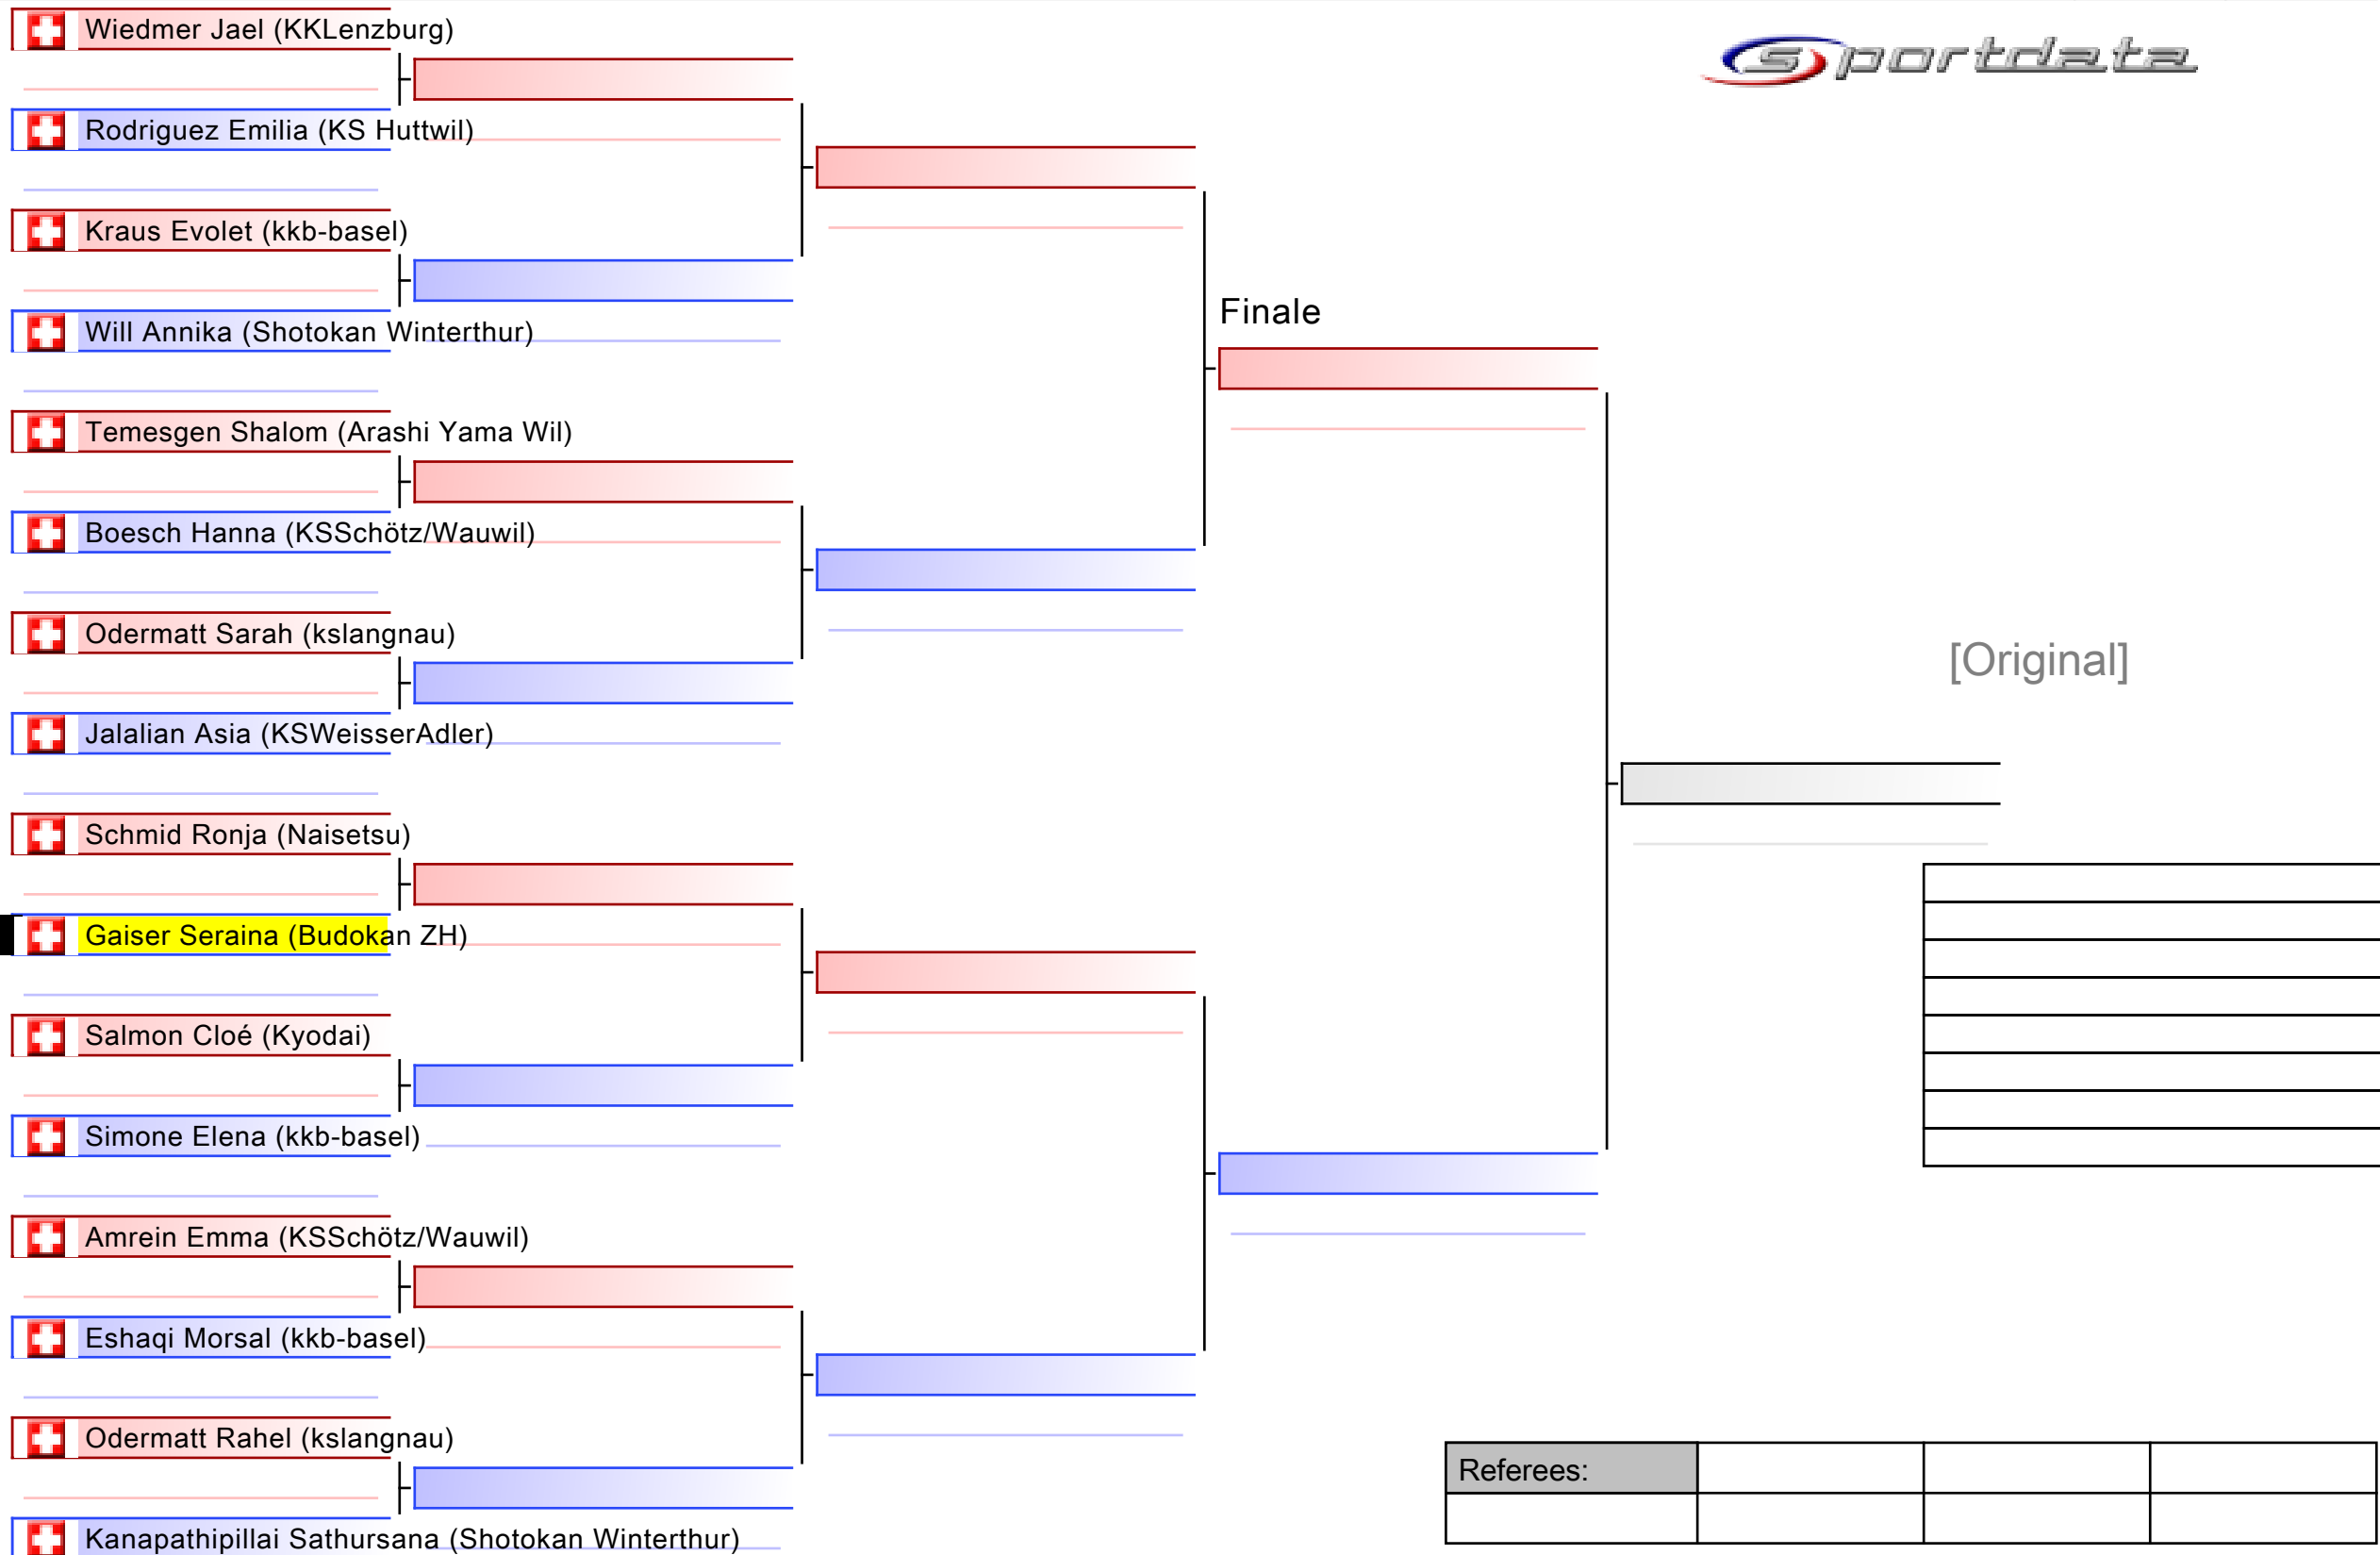 Wiedmer Jael (KKLenzburg)
sportdata
Rodriguez Emilia (KS Huttwil)
Kraus Evolet (kkb-basel)
Finale
Will Annika (Shotokan Winterthur)
Temesgen Shalom (Arashi Yama Wil)
Boesch Hanna (KSSchötz/Wauwil)
Odermatt Sarah (kslangnau)
[Original]
Jalalian Asia (KSWeisserAdler)
Schmid Ronja (Naisetsu)
Gaiser Seraina (Budokan ZH)
Salmon Cloé (Kyodai)
Simone Elena (kkb-basel)
Amrein Emma (KSSchötz/Wauwil)
Eshaqi Morsal (kkb-basel)
Odermatt Rahel (kslangnau)
Referees:
Kanapathipillai Sathursana (Shotokan Winterthur)